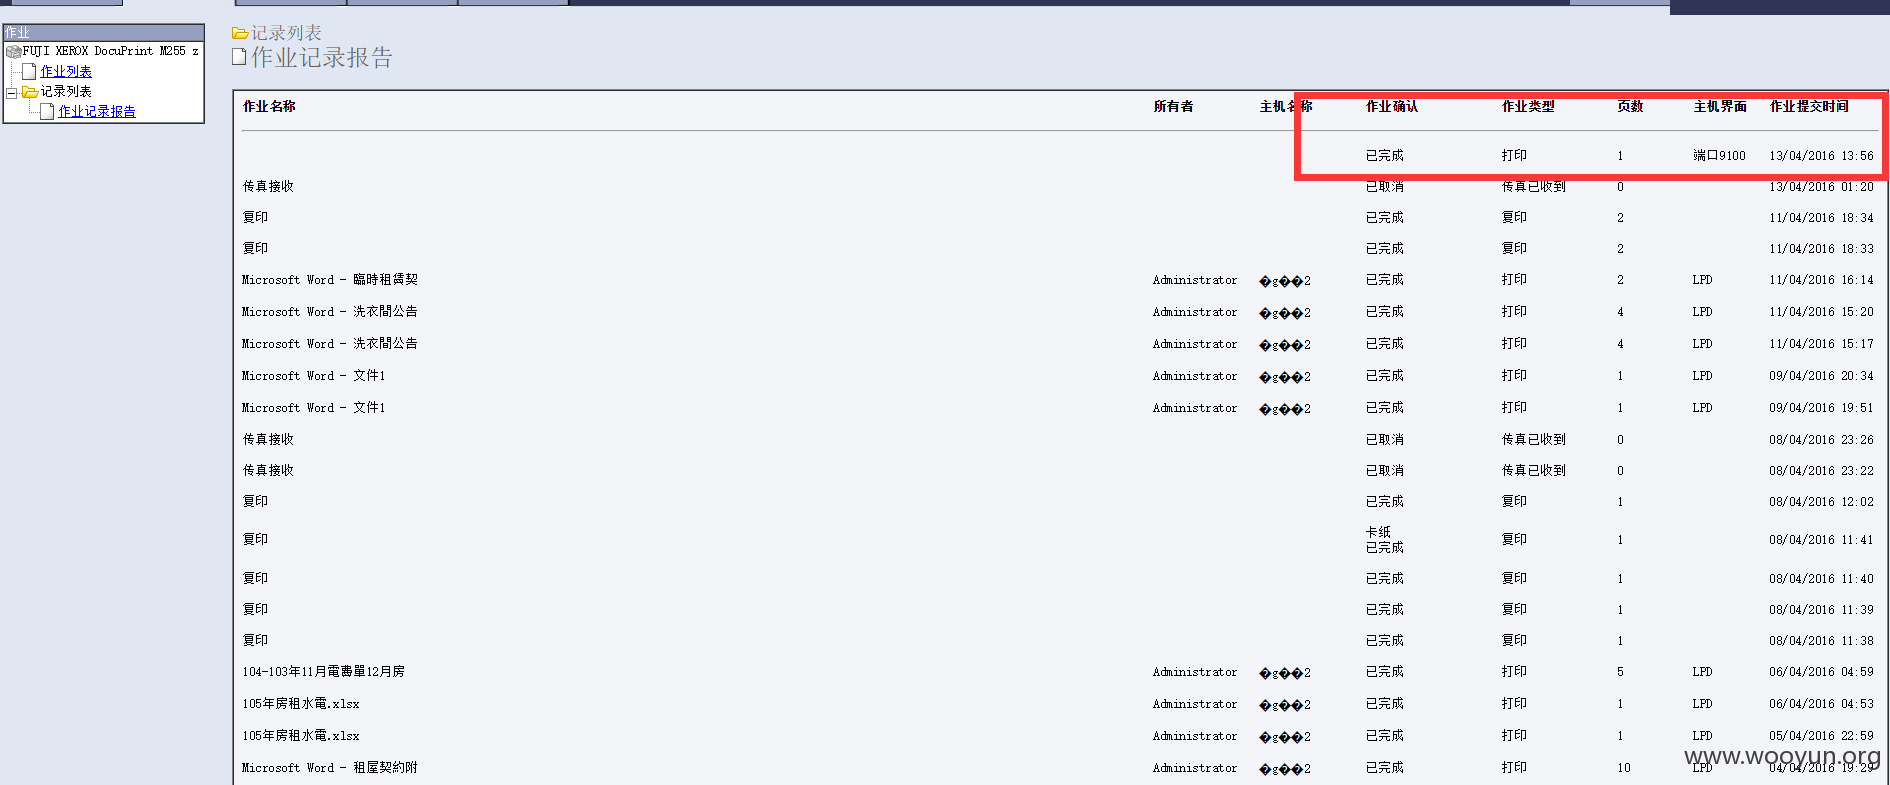 作业
FUJI XEROX DocuPrint M255 z
作业列表
记录列表
作业记录报告
记录列表
作业记录报告
作业名称 所有者 主机名称 作业确认 作业类型 页数 主机界面 作业提交时间
已完成 打印 1 端口9100 13/04/2016 13:56
传真接收 已取消 传真已收到 0 13/04/2016 01:20
复印 已完成 复印 2 11/04/2016 18:34
复印 已完成 复印 2 11/04/2016 18:33
Microsoft Word - 臨時租賃契 Administrator �g��2 已完成 打印 2 LPD 11/04/2016 16:14
Microsoft Word - 洗衣間公告 Administrator �g��2 已完成 打印 4 LPD 11/04/2016 15:20
Microsoft Word - 洗衣間公告 Administrator �g��2 已完成 打印 4 LPD 11/04/2016 15:17
Microsoft Word - 文件1 Administrator �g��2 已完成 打印 1 LPD 09/04/2016 20:34
Microsoft Word - 文件1 Administrator �g��2 已完成 打印 1 LPD 09/04/2016 19:51
传真接收 已取消 传真已收到 0 08/04/2016 23:26
传真接收 已取消 传真已收到 0 08/04/2016 23:22
复印 已完成 复印 1 08/04/2016 12:02
复印 卡纸 已完成 复印 1 08/04/2016 11:41
复印 已完成 复印 1 08/04/2016 11:40
复印 已完成 复印 1 08/04/2016 11:39
复印 已完成 复印 1 08/04/2016 11:38
104-103年11月電費單12月房 Administrator �g��2 已完成 打印 5 LPD 06/04/2016 04:59
105年房租水電.xlsx Administrator �g��2 已完成 打印 1 LPD 06/04/2016 04:53
105年房租水電.xlsx Administrator �g��2 已完成 打印 1 LPD 05/04/2016 22:59
Microsoft Word - 租屋契約附 Administrator �g��2 已完成 打印 10 LPD 04/04/2016 19:29
www.wooyun.org